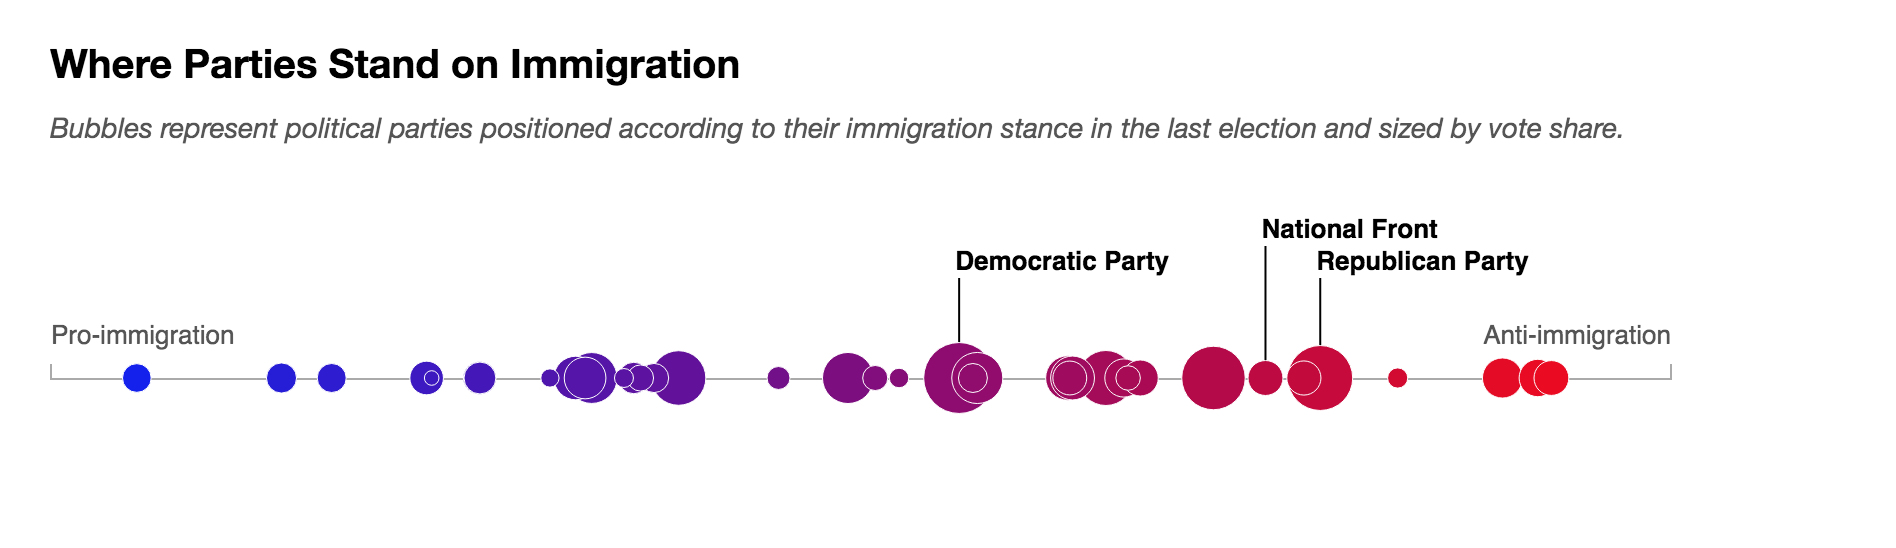 Where Parties Stand on Immigration
Bubbles represent political parties positioned according to their immigration stance in the last election and sized by vote share.
National Front
Democratic Party
Republican Party
Pro-immigration
Anti-immigration